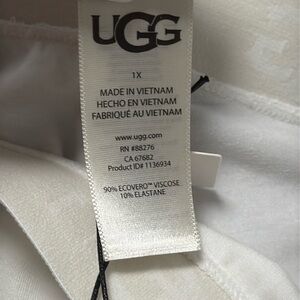 UGG
1X
MADE IN VIETNAM
HECHO EN VIETNAM
FABRIQUÉ AU VIETNAM
www.ugg.com
RN #88276
CA 67682
Product ID# 1136934
90% ECOVERO™ VISCOSE
10% ELASTANE